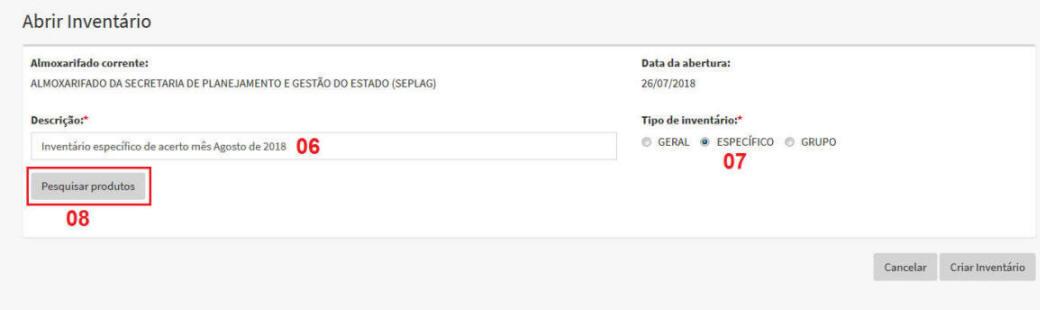 Abrir Inventário
Almoxarifado corrente:
ALMOXARIFADO DA SECRETARIA DE PLANEJAMENTO E GESTÃO DO ESTADO (SEPLAG)
Data da abertura:
26/07/2018
Descrição:*
Inventário específico de acerto mês Agosto de 2018 06
Tipo de inventário:*
GERAL ESPECÍFICO GRUPO
07
Pesquisar produtos
08
Cancelar Criar Inventário